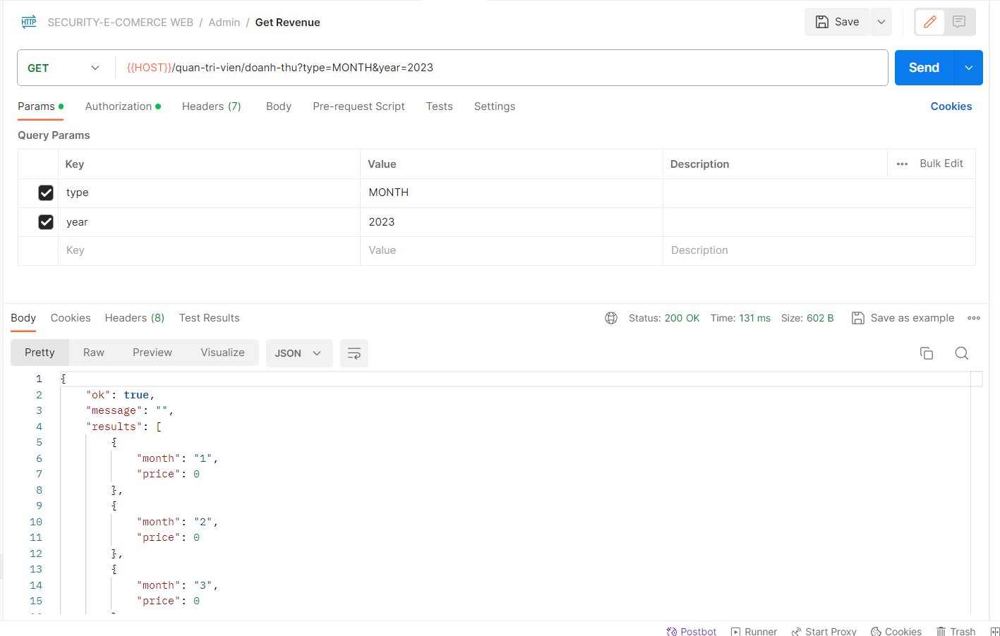 HTTP SECURITY-E-COMERCE WEB / Admin / Get Revenue Save
GET {{HOST}}/quan-tri-vien/doanh-thu?type=MONTH&year=2023 Send
Params Authorization Headers (7) Body Pre-request Script Tests Settings Cookies
Query Params
Key Value Description Bulk Edit
type MONTH
year 2023
Key Value Description
Body Cookies Headers (8) Test Results Status: 200 OK Time: 131 ms Size: 602 B Save as example
Pretty Raw Preview Visualize JSON
1 {
2 "ok": true,
3 "message": "",
4 "results": [
5 {
6 "month": "1",
7 "price": 0
8 },
9 {
10 "month": "2",
11 "price": 0
12 },
13 {
14 "month": "3",
15 "price": 0
Postbot Runner Start Proxy Cookies Trash